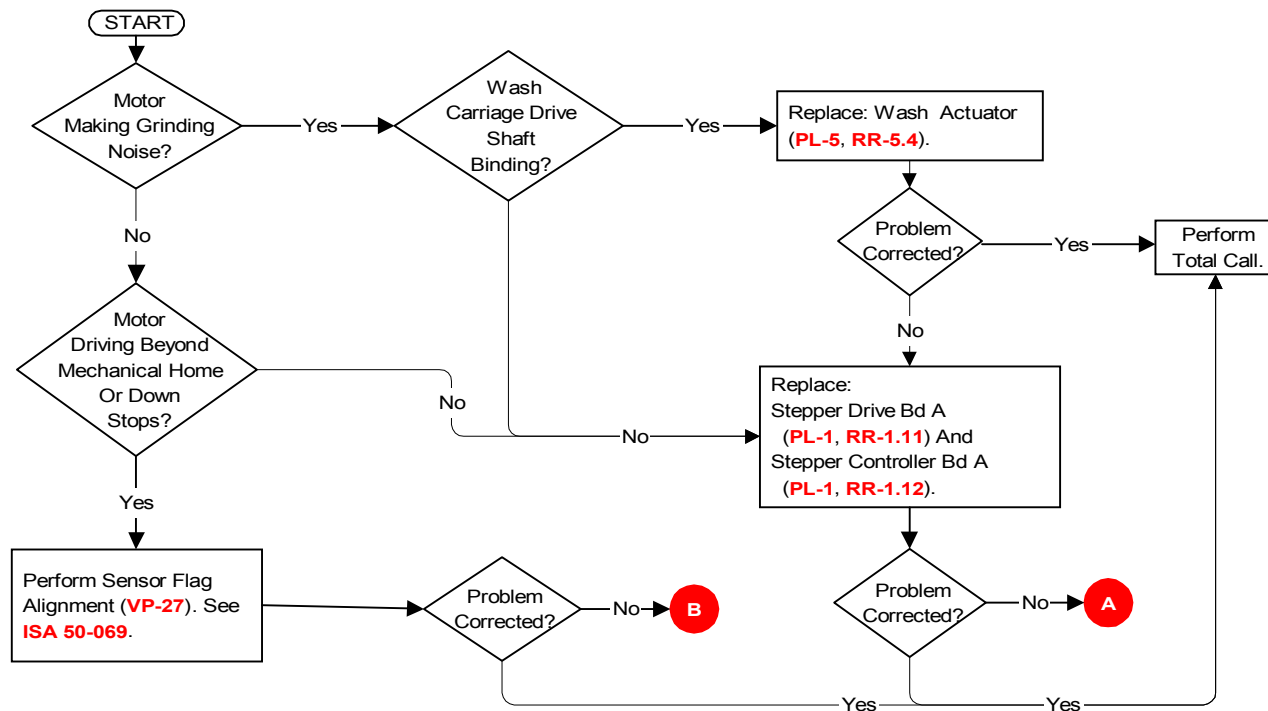 START
Motor
Making Grinding
Noise?
Yes
Wash
Carriage Drive
Shaft
Binding?
Yes
Replace: Wash Actuator
(PL-5, RR-5.4).
No
Problem
Corrected?
Yes
Perform
Total Call.
No
Motor
Driving Beyond
Mechanical Home
Or Down
Stops?
No
No
Replace:
Stepper Drive Bd A
(PL-1, RR-1.11) And
Stepper Controller Bd A
(PL-1, RR-1.12).
Yes
Perform Sensor Flag
Alignment (VP-27). See
ISA 50-069.
Problem
Corrected?
No
B
Problem
Corrected?
No
A
Yes
Yes